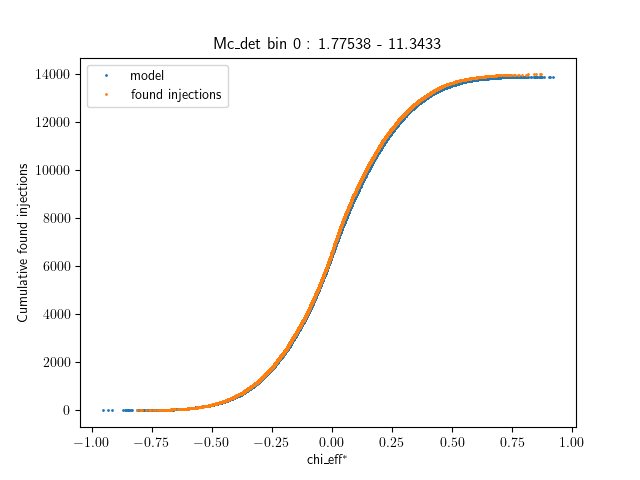 Mc_det bin 0 : 1.77538 - 11.3433
model
found injections
Cumulative found injections
14000
12000
10000
8000
6000
4000
2000
0
−1.00 −0.75 −0.50 −0.25 0.00 0.25 0.50 0.75 1.00
chi_eff*